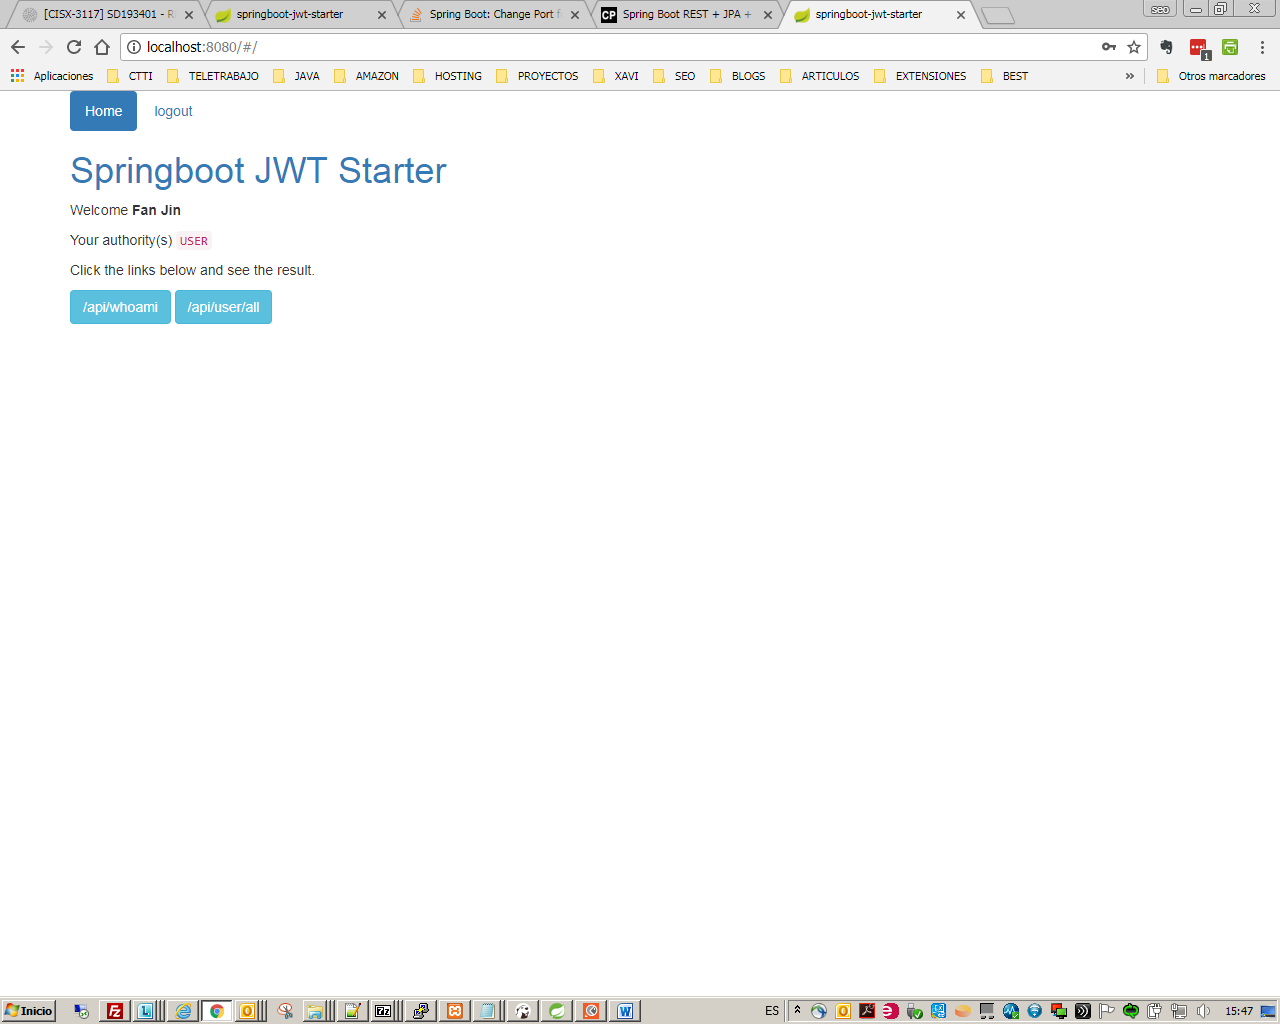 [CISX-3117] SD193401 - R
springboot-jwt-starter
Spring Boot: Change Port f
CP Spring Boot REST + JPA +
springboot-jwt-starter
seo
localhost:8080/#/
1
Aplicaciones CTTI TELETRABAJO JAVA AMAZON HOSTING PROYECTOS XAVI SEO BLOGS ARTICULOS EXTENSIONES BEST » Otros marcadores
Home logout
Springboot JWT Starter
Welcome Fan Jin
Your authority(s) USER
Click the links below and see the result.
/api/whoami /api/user/all
Inicio ES 15:47